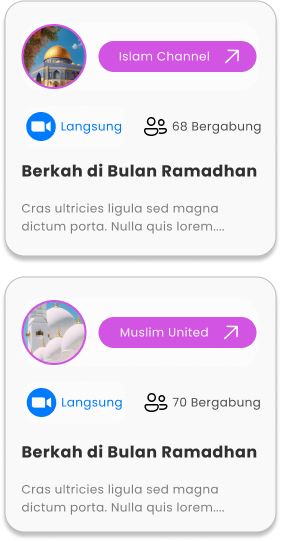 Islam Channel
Langsung
68 Bergabung
Berkah di Bulan Ramadhan
Cras ultricies ligula sed magna
dictum porta. Nulla quis lorem....
Muslim United
Langsung
70 Bergabung
Berkah di Bulan Ramadhan
Cras ultricies ligula sed magna
dictum porta. Nulla quis lorem....